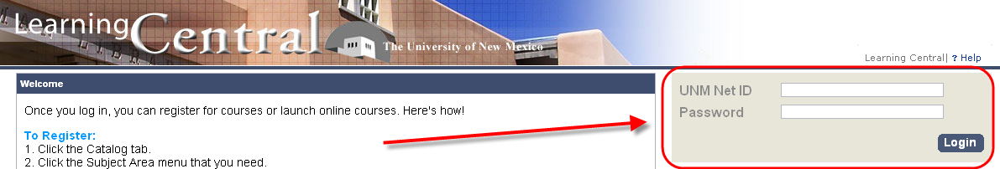 Learning Central
The University of New Mexico
Learning Central| ? Help
Welcome
Once you log in, you can register for courses or launch online courses. Here's how!
To Register:
1. Click the Catalog tab.
2. Click the Subject Area menu that you need.
UNM Net ID
Password
Login